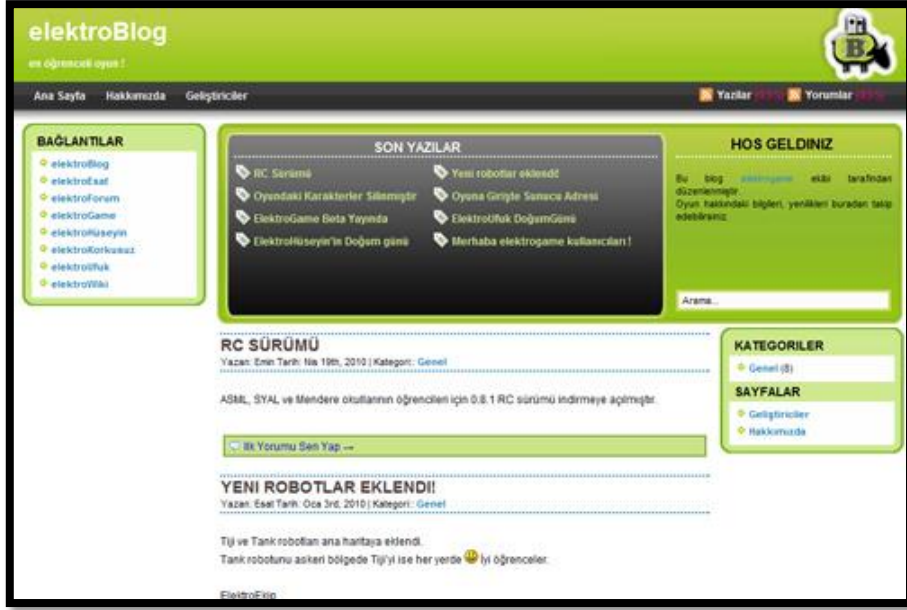 elektroBlog
en öğrenceli oyun !
Ana Sayfa Hakkımızda Geliştiriciler
Yazılar Yorumlar
BAĞLANTILAR
elektroBlog
elektroEsat
elektroForum
elektroGame
elektroHüseyin
elektroKorkusuz
elektroUfuk
elektroWiki
SON YAZILAR
RC Sürümü
Yeni robotlar eklendi!
Oyundaki Karakterler Silinmiştir
Oyuna Girişte Sunucu Adresi
ElektroGame Beta Yayında
ElektroUfuk DoğumGünü
ElektroHüseyin'in Doğum günü
Merhaba elektrogame kullanıcıları !
HOS GELDINIZ
Bu blog elektrogame ekibi tarafından
düzenlenmiştir.
Oyun hakkındaki bilgileri, yenilikleri buradan takip
edebilirsiniz.
Arama...
RC SÜRÜMÜ
Yazan: Emin Tarih: Nis 19th, 2010 | Kategori:: Genel
ASML, SYAL ve Mendere okullarının öğrencileri için 0.8.1 RC sürümü indirmeye açılmıştır.
Ilk Yorumu Sen Yap →
YENI ROBOTLAR EKLENDI!
Yazan: Esat Tarih: Oca 3rd, 2010 | Kategori:: Genel
Tiji ve Tank robotları ana haritaya eklendi.
Tank robotunu askeri bölgede Tiji'yi ise her yerde İyi öğrenceler.
ElektroEkip
KATEGORILER
Genel (8)
SAYFALAR
Geliştiriciler
Hakkımızda